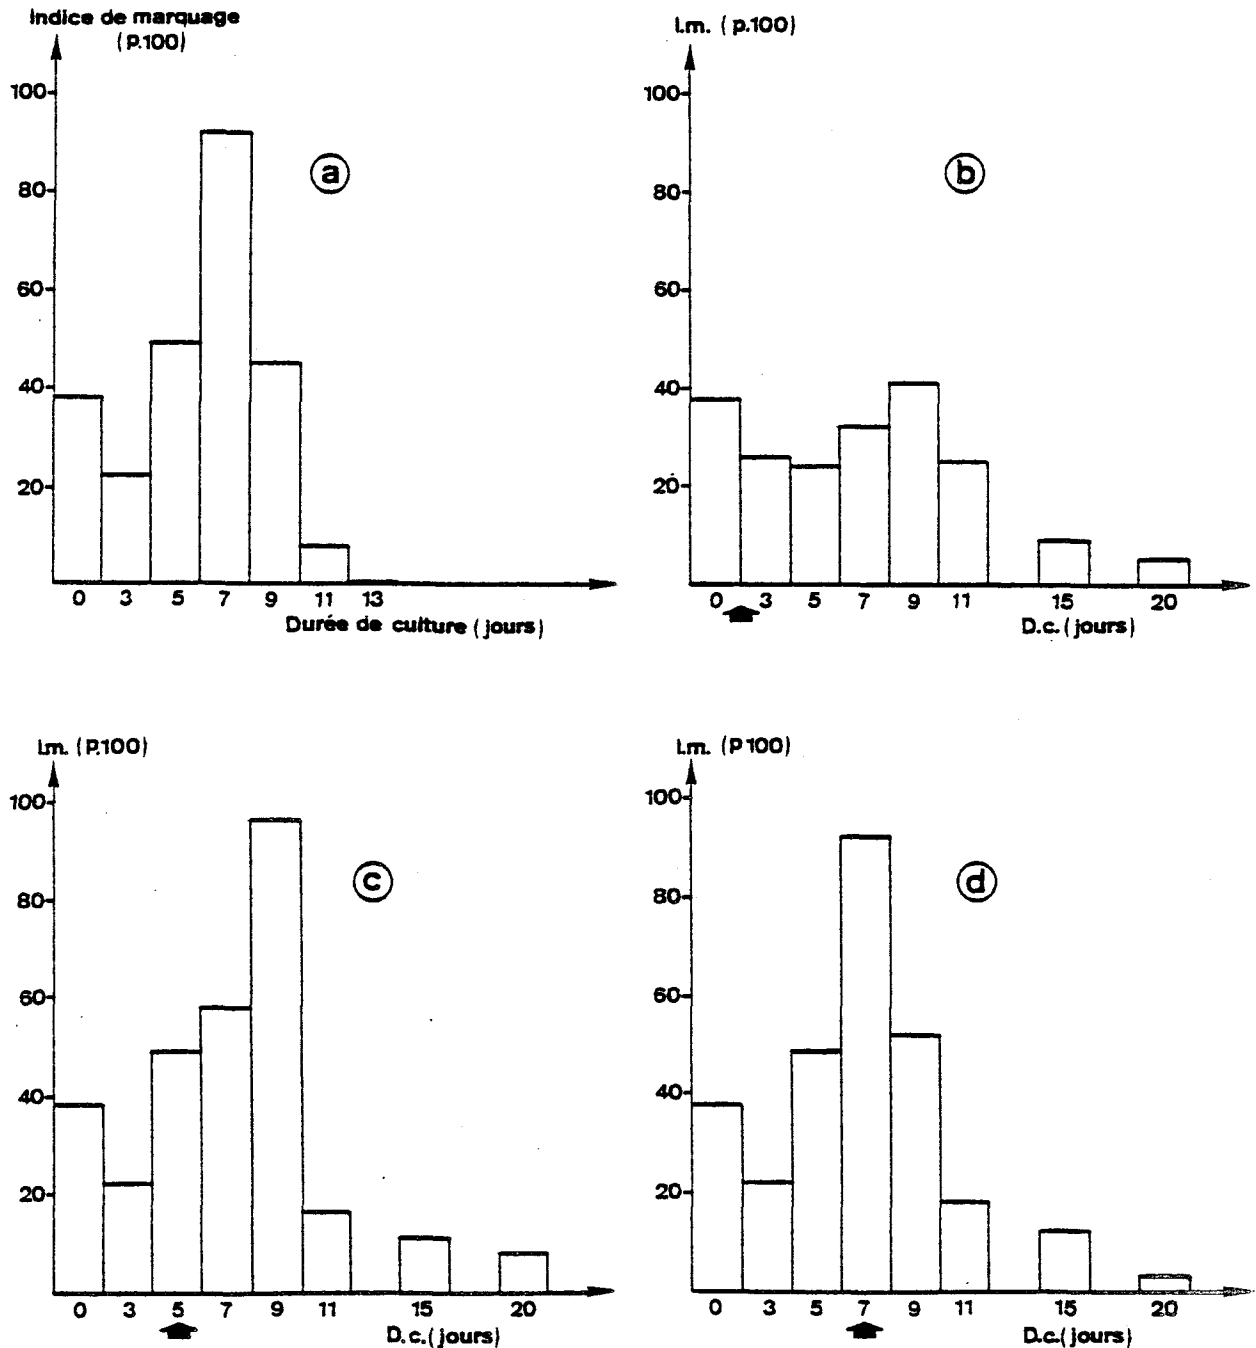 Indice de marquage
(P.100)
100
80
60
40
20
a
0 3 5 7 9 11 13
Durée de culture (jours)
I.m. (p.100)
100
80
60
40
20
b
0 3 5 7 9 11 15 20
D.c. (jours)
I.m. (P.100)
100
80
60
40
20
c
0 3 5 7 9 11 15 20
D.c. (jours)
I.m. (P 100)
100
80
60
40
20
d
0 3 5 7 9 11 15 20
D.c. (jours)